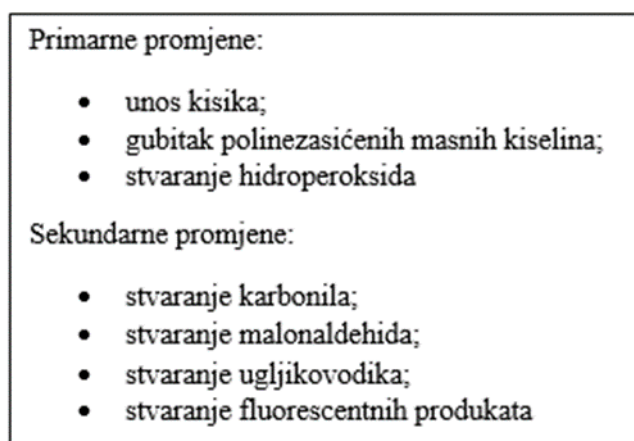 Primarne promjene:
• unos kisika;
• gubitak polinezasićenih masnih kiselina;
• stvaranje hidroperoksida
Sekundarne promjene:
• stvaranje karbonila;
• stvaranje malonaldehida;
• stvaranje ugljikovodika;
• stvaranje fluorescentnih produkata